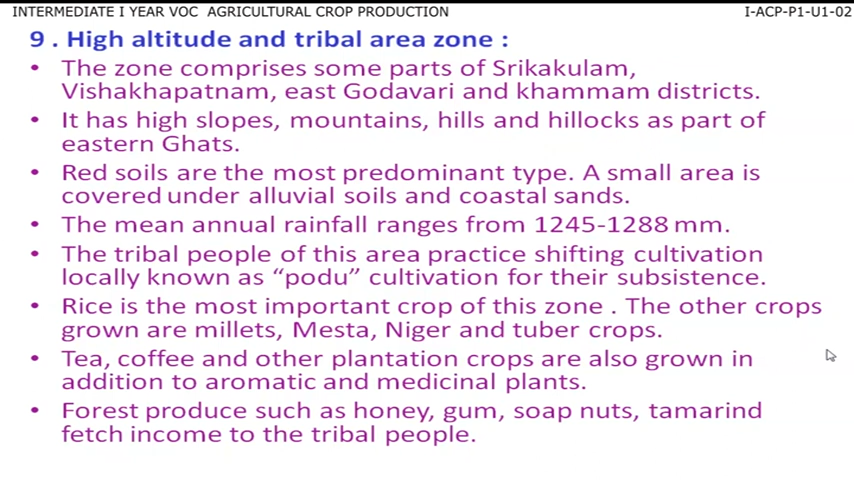 INTERMEDIATE I YEAR VOC AGRICULTURAL CROP PRODUCTION
I-ACP-P1-U1-02
9 . High altitude and tribal area zone :
• The zone comprises some parts of Srikakulam,
Vishakhapatnam, east Godavari and khammam districts.
• It has high slopes, mountains, hills and hillocks as part of
eastern Ghats.
• Red soils are the most predominant type. A small area is
covered under alluvial soils and coastal sands.
• The mean annual rainfall ranges from 1245-1288 mm.
• The tribal people of this area practice shifting cultivation
locally known as “podu” cultivation for their subsistence.
• Rice is the most important crop of this zone . The other crops
grown are millets, Mesta, Niger and tuber crops.
• Tea, coffee and other plantation crops are also grown in
addition to aromatic and medicinal plants.
• Forest produce such as honey, gum, soap nuts, tamarind
fetch income to the tribal people.